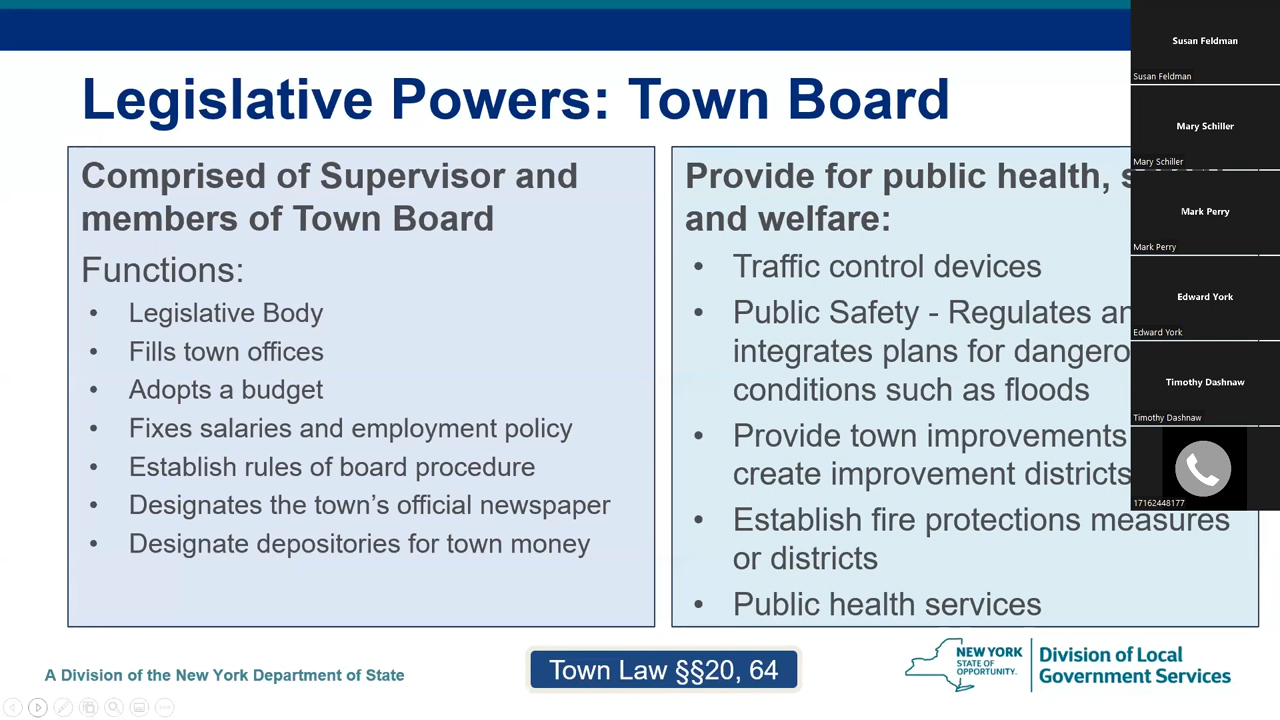 Legislative Powers: Town Board
Comprised of Supervisor and
members of Town Board
Functions:
• Legislative Body
• Fills town offices
• Adopts a budget
• Fixes salaries and employment policy
• Establish rules of board procedure
• Designates the town's official newspaper
• Designate depositories for town money
Provide for public health,
and welfare:
• Traffic control devices
• Public Safety - Regulates
integrates plans for
conditions such as floods
• Provide town improvements
create improvement districts
• Establish fire protections measures
or districts
• Public health services
A Division of the New York Department of State
Town Law §§20, 64
NEW YORK
STATE OF
OPPORTUNITY.
Division of Local
Government Services
Susan Feldman
Susan Feldman
Mary Schiller
Mary Schiller
Mark Perry
Mark Perry
Edward York
Edward York
Timothy Dashnaw
Timothy Dashnaw
17162448177